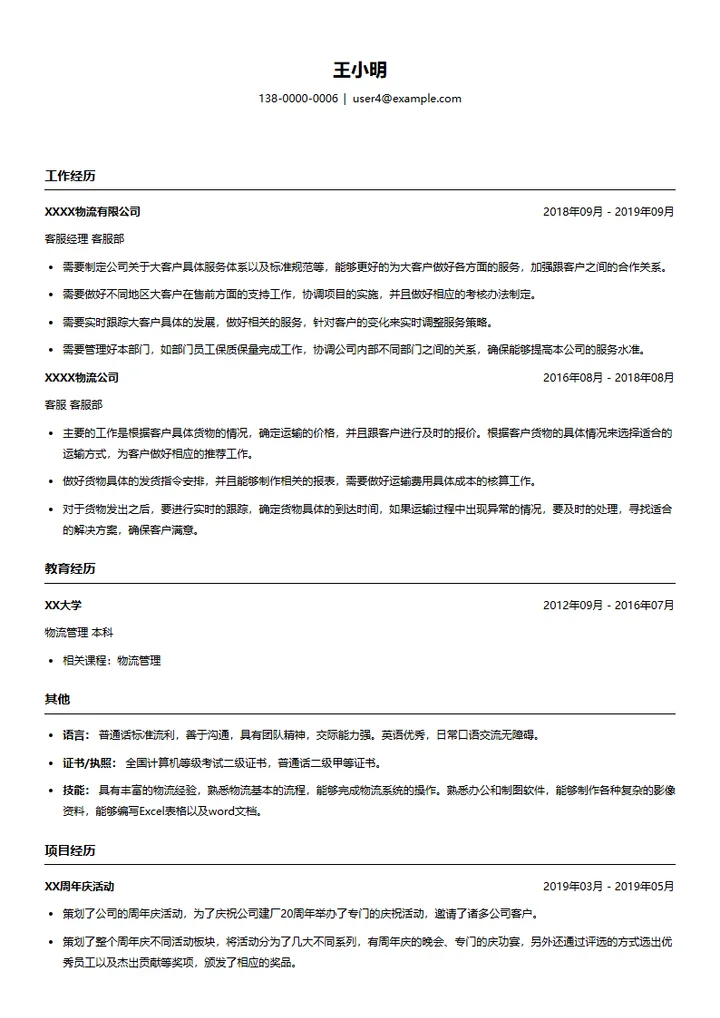 王小明
138-0000-0006 | user4@example.com
工作经历
XXXX物流有限公司 2018年09月 - 2019年09月
客服经理 客服部
• 需要制定公司关于大客户具体服务体系以及标准规范等，能够更好的为大客户做好各方面的服务，加强跟客户之间的合作关系。
• 需要做好不同地区大客户在售前方面的支持工作，协调项目的实施，并且做好相应的考核办法制定。
• 需要实时跟踪大客户具体的发展，做好相关的服务，针对客户的变化来实时调整服务策略。
• 需要管理好本部门，如部门员工保质保量完成工作，协调公司内部不同部门之间的关系，确保能够提高本公司的服务水准。
XXXX物流公司 2016年08月 - 2018年08月
客服 客服部
• 主要的工作是根据客户具体货物的情况，确定运输的价格，并且跟客户进行及时的报价。根据客户货物的具体情况来选择适合的
运输方式，为客户做好相应的推荐工作。
• 做好货物具体的发货指令安排，并且能够制作相关的报表，需要做好运输费用具体成本的核算工作。
• 对于货物发出之后，要进行实时的跟踪，确定货物具体的到达时间，如果运输过程中出现异常的情况，要及时的处理，寻找适合
的解决方案，确保客户满意。
教育经历
XX大学 2012年09月 - 2016年07月
物流管理 本科
• 相关课程：物流管理
其他
• 语言： 普通话标准流利，善于沟通，具有团队精神，交际能力强。英语优秀，日常口语交流无障碍。
• 证书/执照： 全国计算机等级考试二级证书，普通话二级甲等证书。
• 技能： 具有丰富的物流经验，熟悉物流基本的流程，能够完成物流系统的操作。熟悉办公和制图软件，能够制作各种复杂的影像
资料，能够编写Excel表格以及word文档。
项目经历
XX周年庆活动 2019年03月 - 2019年05月
• 策划了公司的周年庆活动，为了庆祝公司建厂20周年举办了专门的庆祝活动，邀请了诸多公司客户。
• 策划了整个周年庆不同活动板块，将活动分为了几大不同系列，有周年庆的晚会、专门的庆功宴，另外还通过评选的方式选出优
秀员工以及杰出贡献等奖项，颁发了相应的奖品。